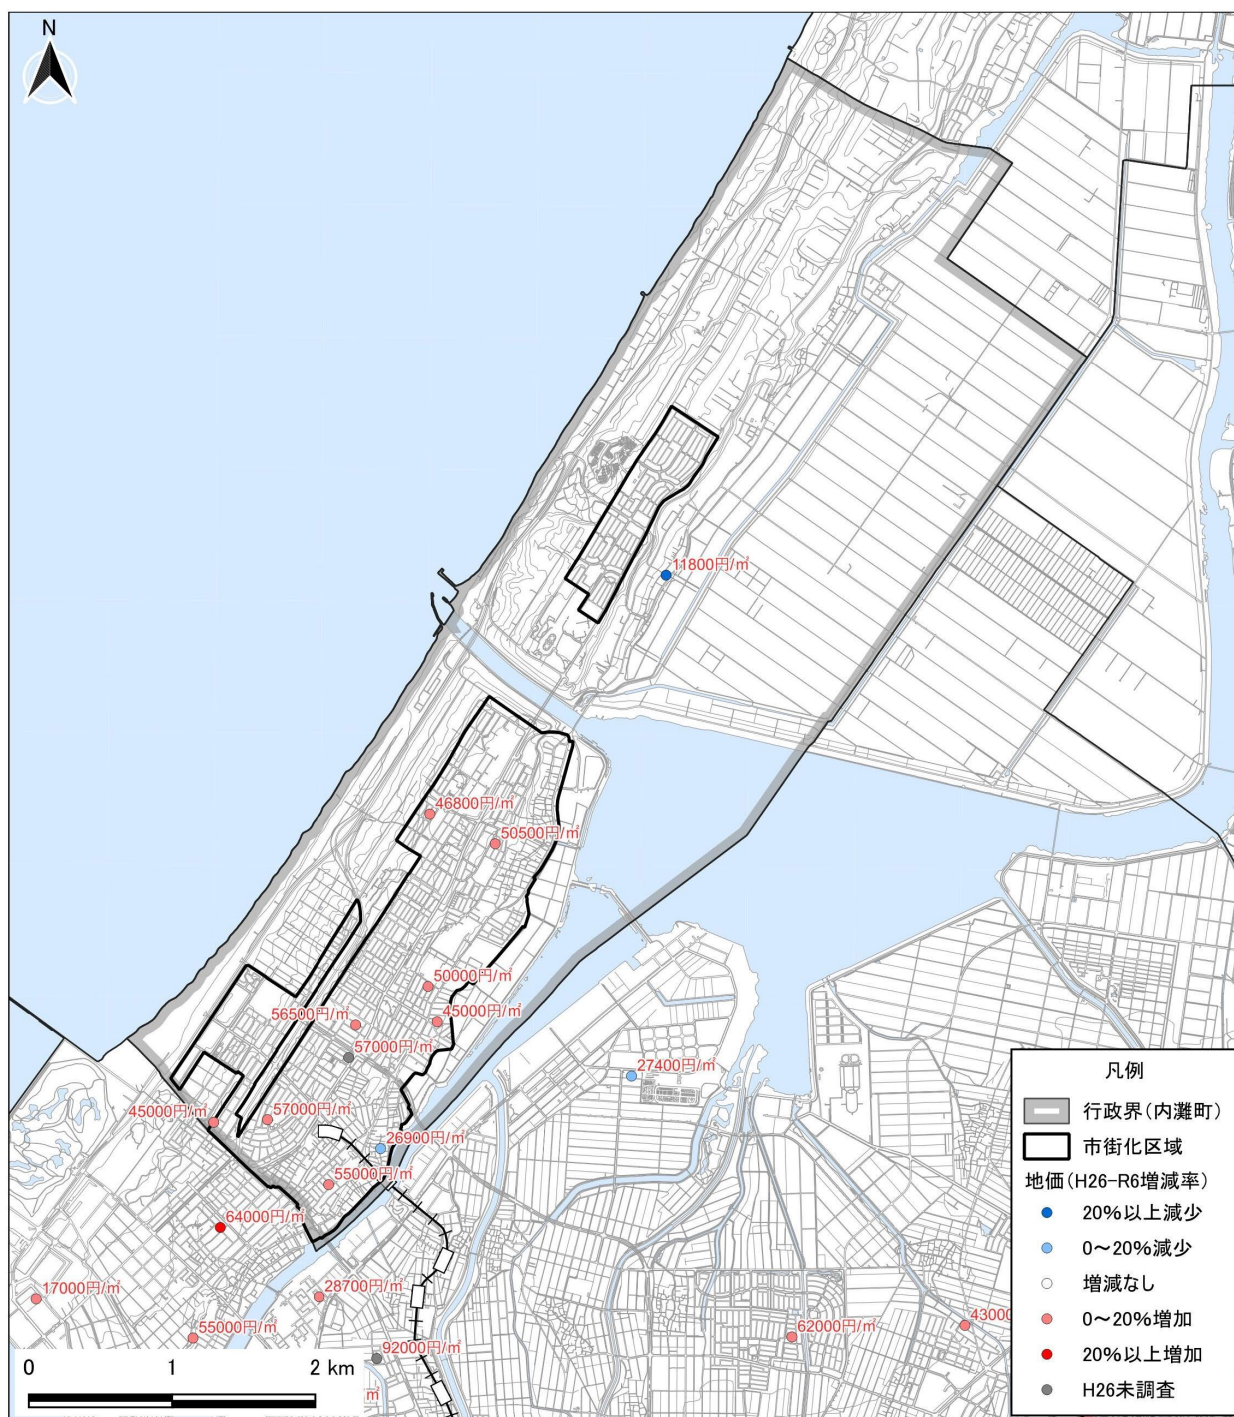 N
11800円/㎡
46800円/㎡
50500円/㎡
50000円/㎡
45000円/㎡
56500円/㎡
57000円/㎡
27400円/㎡
45000円/㎡
57000円/㎡
26900円/㎡
55000円/㎡
64000円/㎡
17000円/㎡
28700円/㎡
55000円/㎡
62000円/㎡
43000
92000円/㎡
㎡
0 1 2 km
凡例
行政界(内灘町)
市街化区域
地価(H26-R6増減率)
20%以上減少
0～20%減少
増減なし
0～20%増加
20%以上増加
H26未調査